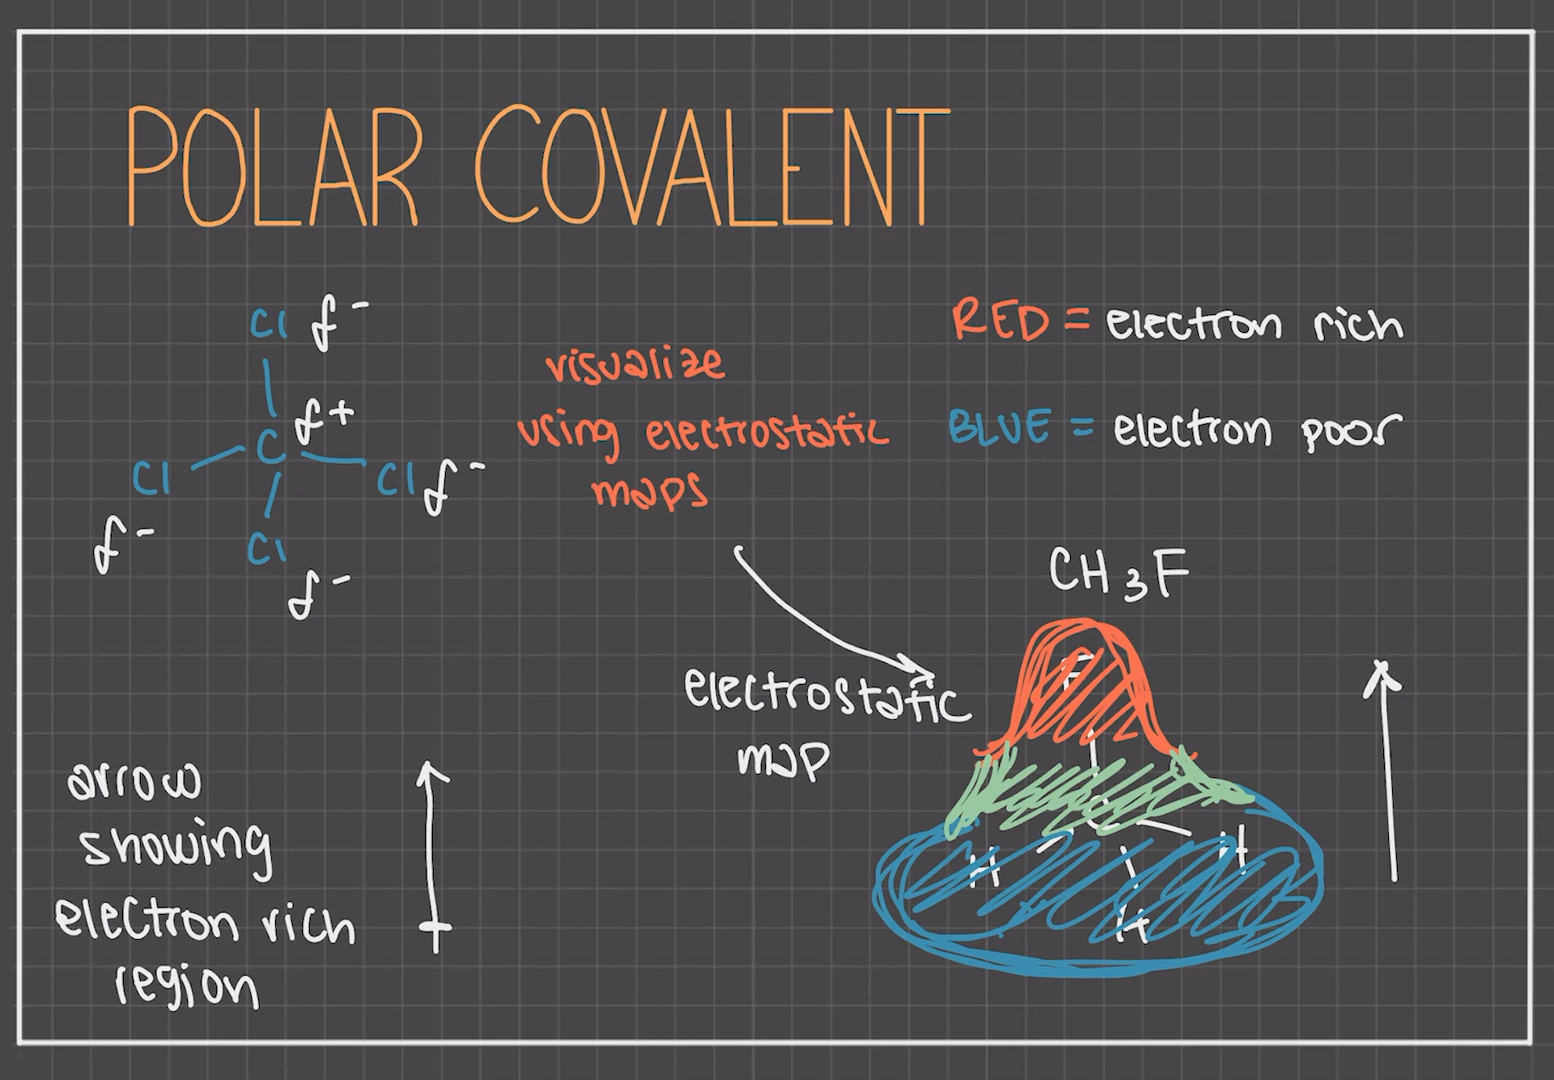 POLAR COVALENT
Cl δ-
C δ+
Cl
Cl δ-
δ-
Cl
δ-
visualize
using electrostatic
maps
RED = electron rich
BLUE = electron poor
CH3F
electrostatic
map
F
C
H
H
H
arrow
showing
electron rich
region